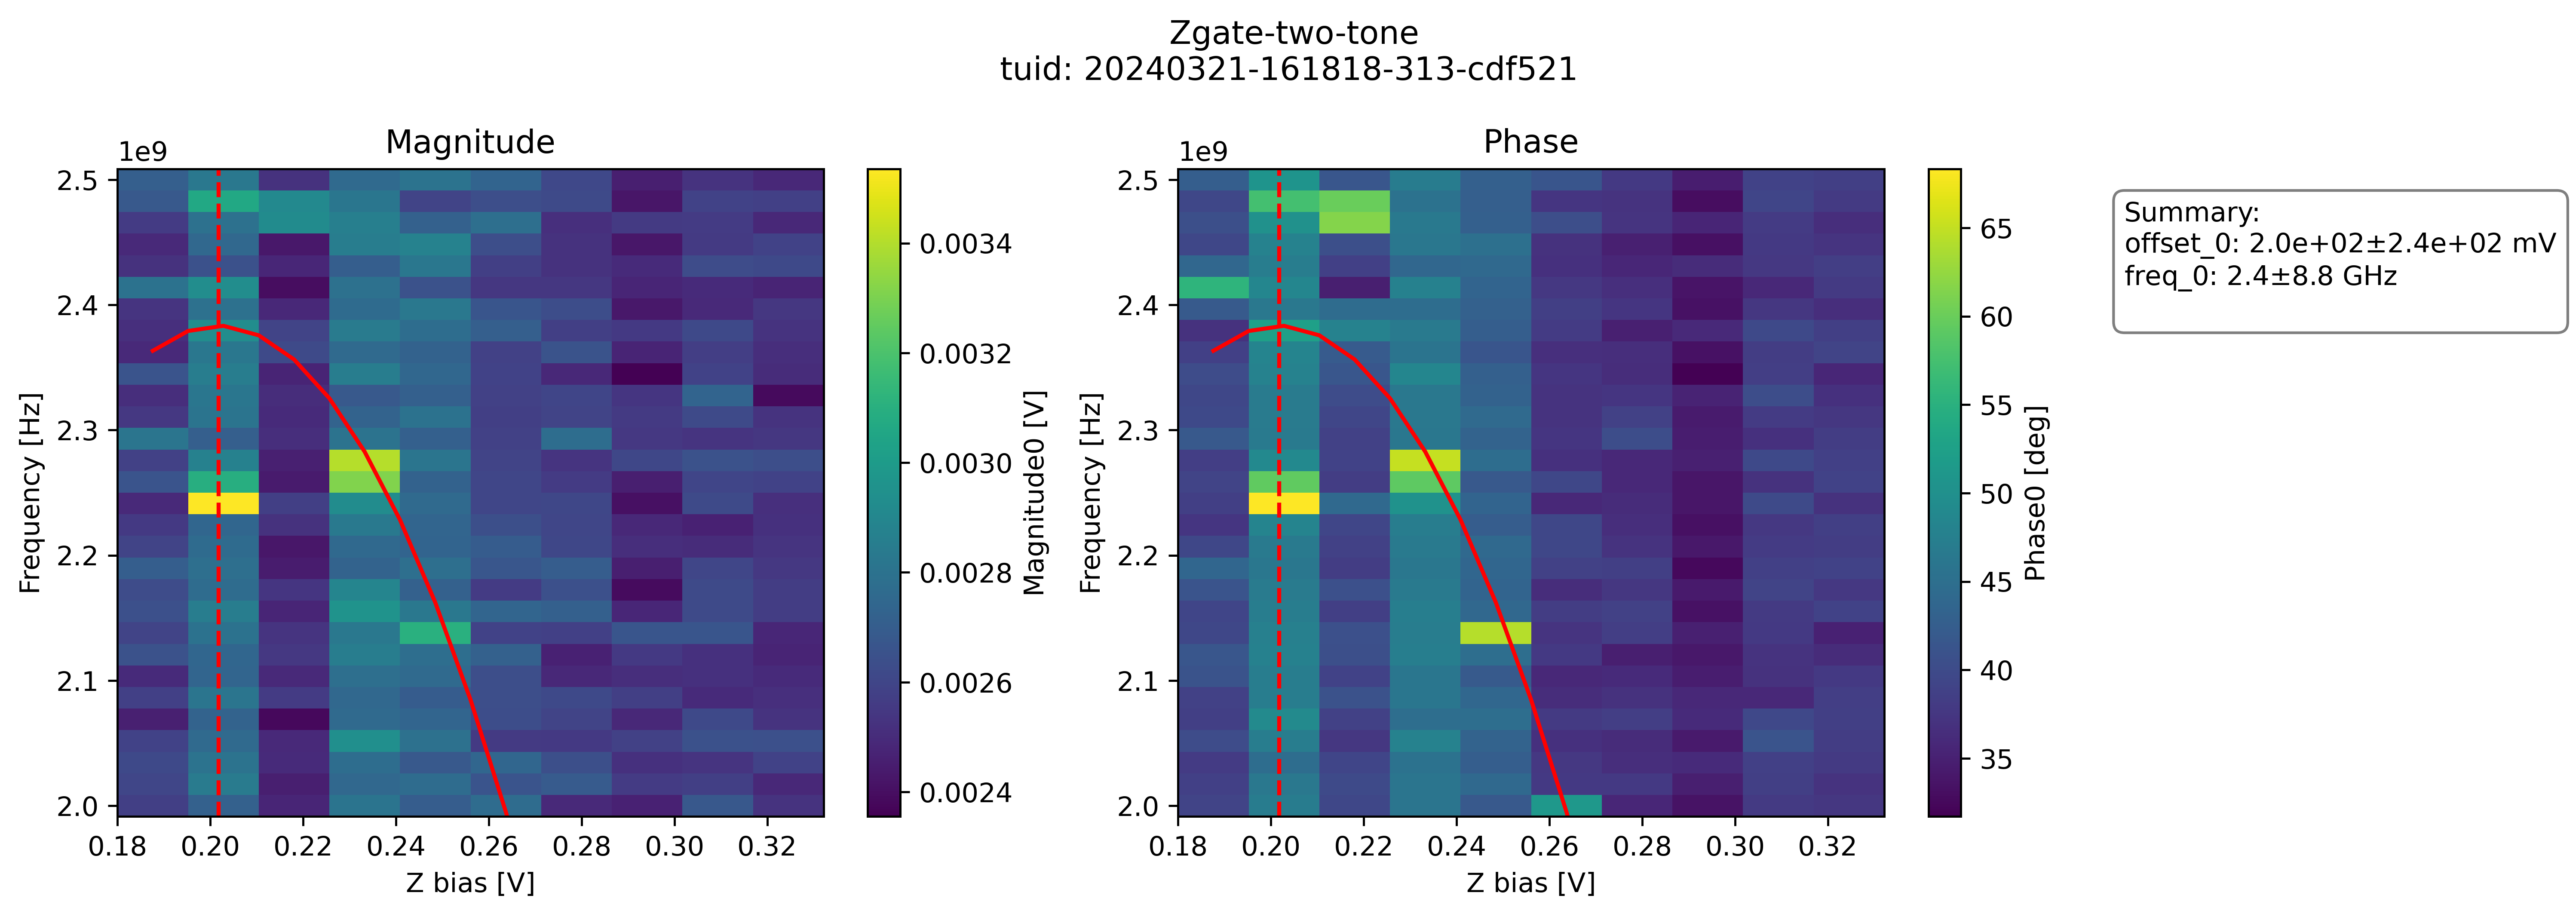 Zgate-two-tone
tuid: 20240321-161818-313-cdf521
Magnitude
1e9
2.5
2.4
2.3
2.2
2.1
2.0
Frequency [Hz]
0.18 0.20 0.22 0.24 0.26 0.28 0.30 0.32
Z bias [V]
0.0034
0.0032
0.0030
0.0028
0.0026
0.0024
Magnitude0 [V]
Phase
1e9
2.5
2.4
2.3
2.2
2.1
2.0
Frequency [Hz]
0.18 0.20 0.22 0.24 0.26 0.28 0.30 0.32
Z bias [V]
65
60
55
50
45
40
35
Phase0 [deg]
Summary:
offset_0: 2.0e+02±2.4e+02 mV
freq_0: 2.4±8.8 GHz